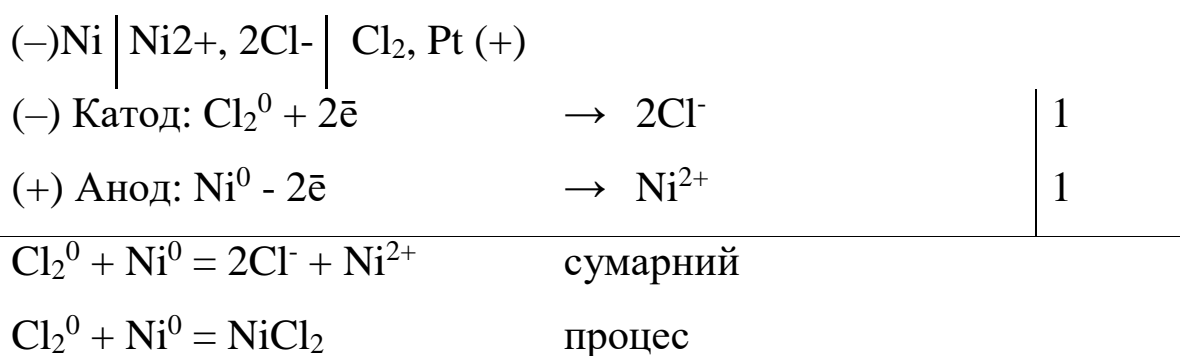 (–)Ni | Ni2+, 2Cl- | Cl₂, Pt (+)
(–) Катод: Cl₂⁰ + 2ē → 2Cl⁻ | 1
(+) Анод: Ni⁰ - 2ē → Ni²⁺ | 1
Cl₂⁰ + Ni⁰ = 2Cl⁻ + Ni²⁺ сумарний
Cl₂⁰ + Ni⁰ = NiCl₂ процес